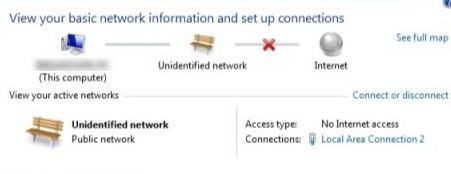 View your basic network information and set up connections
See full map
(This computer)
Unidentified network
Internet
View your active networks
Connect or disconnect
Unidentified network
Public network
Access type: No Internet access
Connections: Local Area Connection 2